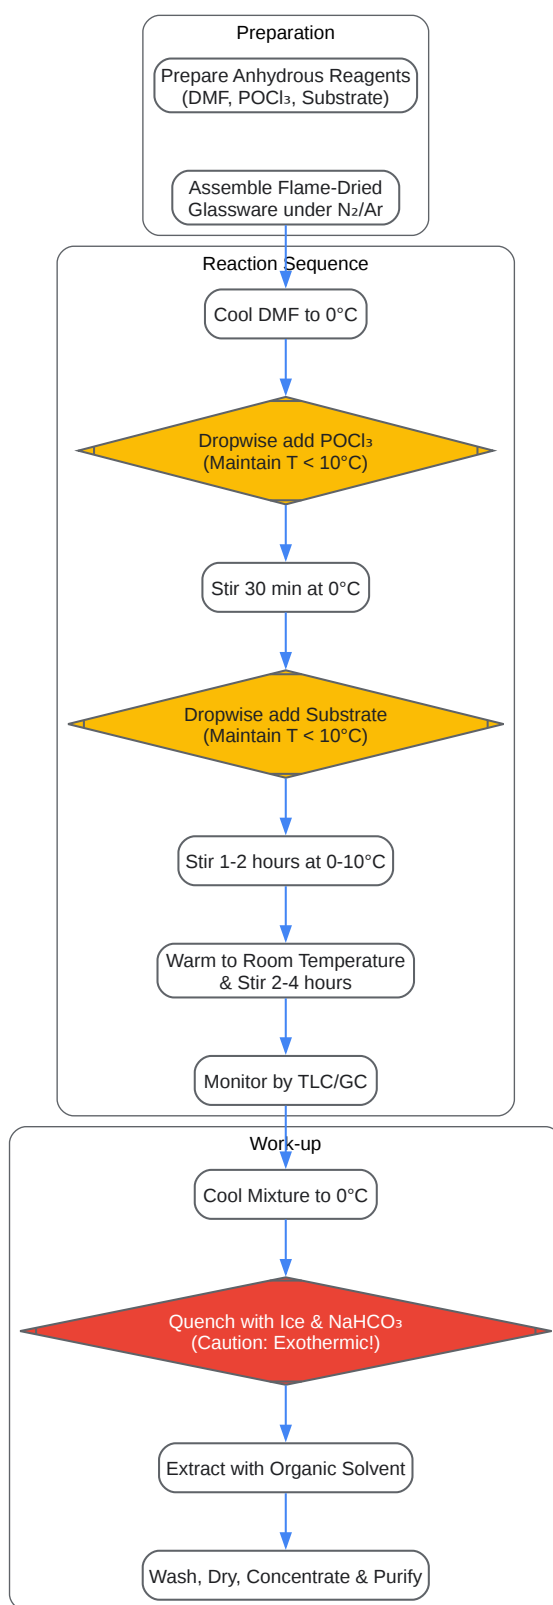 Preparation
Prepare Anhydrous Reagents
(DMF, POCl₃, Substrate)
Assemble Flame-Dried
Glassware under N₂/Ar
Reaction Sequence
Cool DMF to 0°C
Dropwise add POCl₃
(Maintain T < 10°C)
Stir 30 min at 0°C
Dropwise add Substrate
(Maintain T < 10°C)
Stir 1-2 hours at 0-10°C
Warm to Room Temperature
& Stir 2-4 hours
Monitor by TLC/GC
Work-up
Cool Mixture to 0°C
Quench with Ice & NaHCO₃
(Caution: Exothermic!)
Extract with Organic Solvent
Wash, Dry, Concentrate & Purify